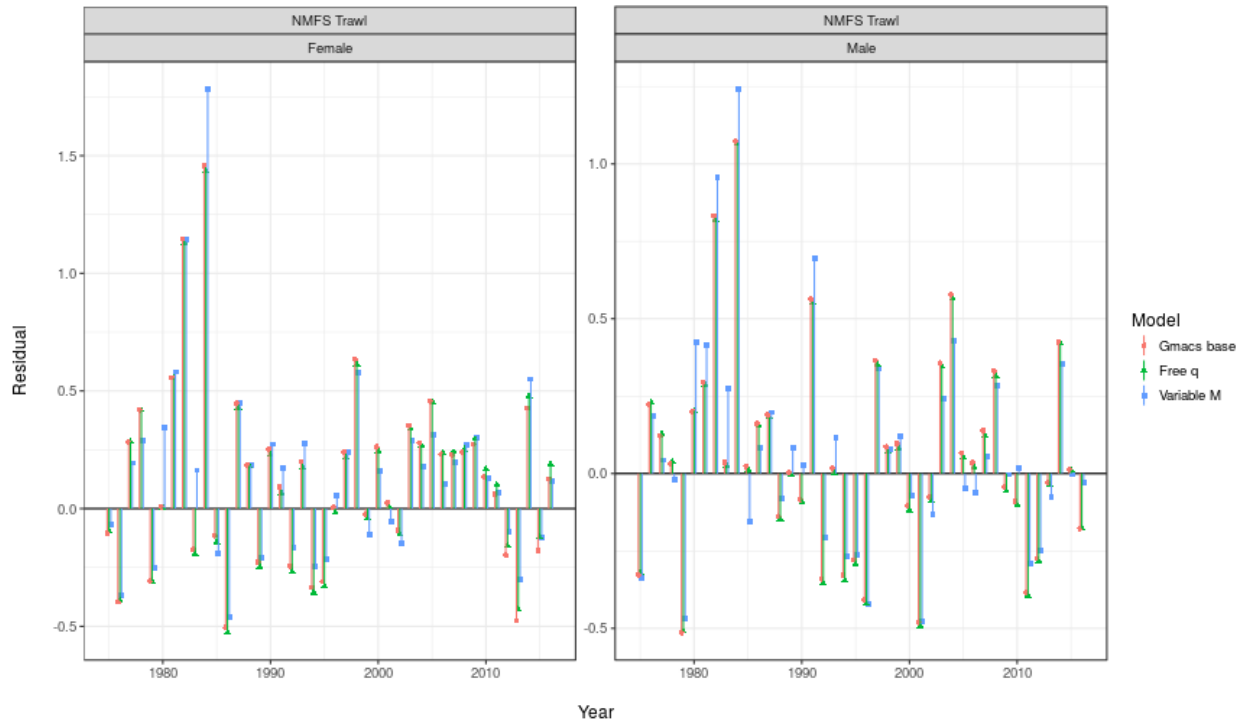 NMFS Trawl
Female
NMFS Trawl
Male
Residual
1.5
1.0
0.5
0.0
-0.5
1.0
0.5
0.0
-0.5
1980 1990 2000 2010
1980 1990 2000 2010
Year
Model
Gmacs base
Free q
Variable M